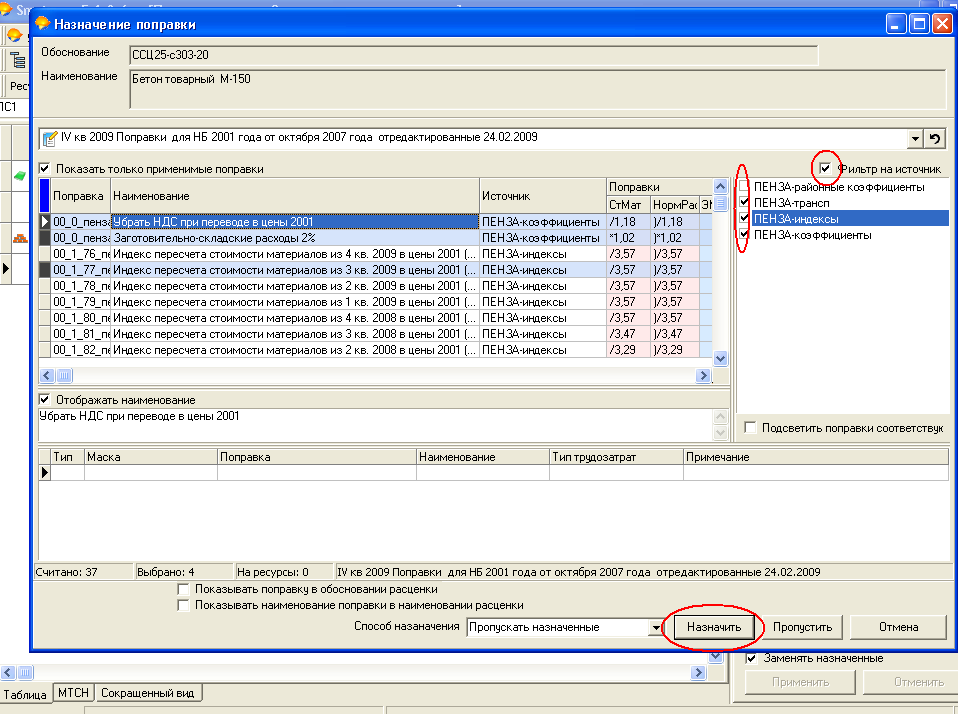 Назначение поправки
Обоснование
ССЦ25-с303-20
Наименование
Бетон товарный М-150
IV кв 2009 Поправки для НБ 2001 года от октября 2007 года отредактированные 24.02.2009
Показать только применимые поправки
Фильтр на источник
Поправка Наименование Источник Поправки
СтМат НормРас ЭМ
00_0_пенза Убрать НДС при переводе в цены 2001 ПЕНЗА-коэффициенты /1,18 )/1,18
00_0_пенза Заготовительно-складские расходы 2% ПЕНЗА-коэффициенты *1,02 )*1,02
00_1_76_пе Индекс пересчета стоимости материалов из 4 кв. 2009 в цены 2001 (... ПЕНЗА-индексы /3,57 )/3,57
00_1_77_пе Индекс пересчета стоимости материалов из 3 кв. 2009 в цены 2001 (... ПЕНЗА-индексы /3,57 )/3,57
00_1_78_пе Индекс пересчета стоимости материалов из 2 кв. 2009 в цены 2001 (... ПЕНЗА-индексы /3,57 )/3,57
00_1_79_пе Индекс пересчета стоимости материалов из 1 кв. 2009 в цены 2001 (... ПЕНЗА-индексы /3,57 )/3,57
00_1_80_пе Индекс пересчета стоимости материалов из 4 кв. 2008 в цены 2001 (... ПЕНЗА-индексы /3,57 )/3,57
00_1_81_пе Индекс пересчета стоимости материалов из 3 кв. 2008 в цены 2001 (... ПЕНЗА-индексы /3,47 )/3,47
00_1_82_пе Индекс пересчета стоимости материалов из 2 кв. 2008 в цены 2001 (... ПЕНЗА-индексы /3,29 )/3,29
ПЕНЗА-районные коэффициенты
ПЕНЗА-трансп
ПЕНЗА-индексы
ПЕНЗА-коэффициенты
Отображать наименование
Убрать НДС при переводе в цены 2001
Подсветить поправки соответствую
Тип Маска Поправка Наименование Тип трудозатрат Примечание
Считано: 37 Выбрано: 4 На ресурсы: 0 IV кв 2009 Поправки для НБ 2001 года от октября 2007 года отредактированные 24.02.2009
Показывать поправку в обосновании расценки
Показывать наименование поправки в наименовании расценки
Способ назаначения Пропускать назначенные Назначить Пропустить Отмена
Заменять назначенные
Применить Отменить
Таблица МТСН Сокращенный вид